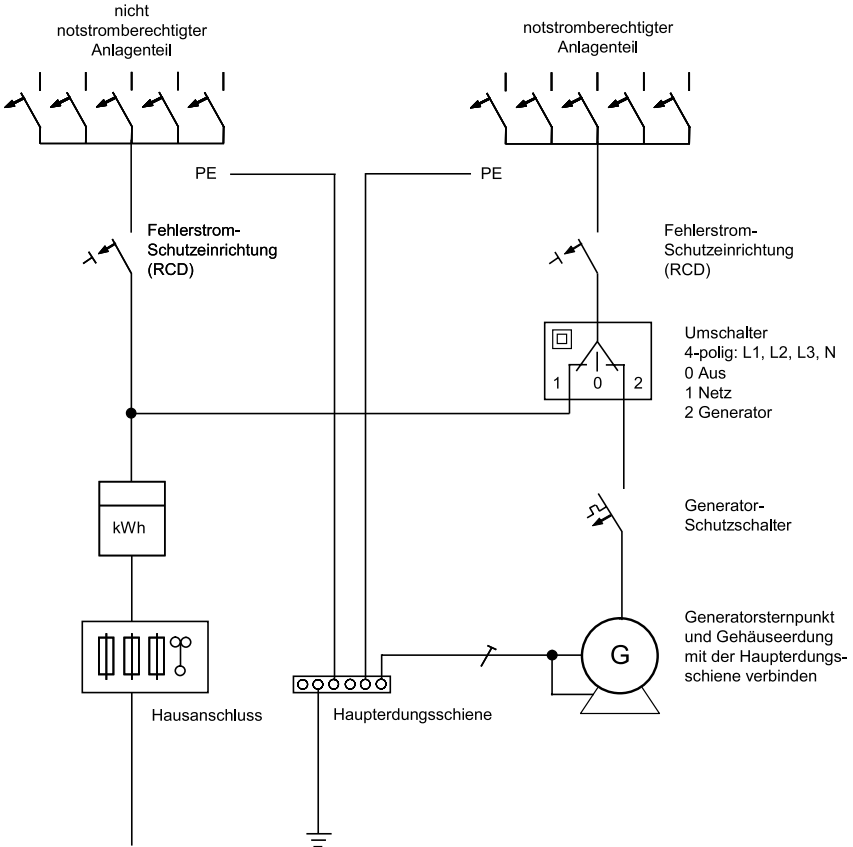 nicht
notstromberechtigter
Anlagenteil
notstromberechtigter
Anlagenteil
PE
PE
Fehlerstrom-
Schutzeinrichtung
(RCD)
Fehlerstrom-
Schutzeinrichtung
(RCD)
1 0 2
Umschalter
4-polig: L1, L2, L3, N
0 Aus
1 Netz
2 Generator
kWh
Generator-
Schutzschalter
G
Generatorsternpunkt
und Gehäuseerdung
mit der Haupterdungs-
schiene verbinden
Hausanschluss
Haupterdungsschiene